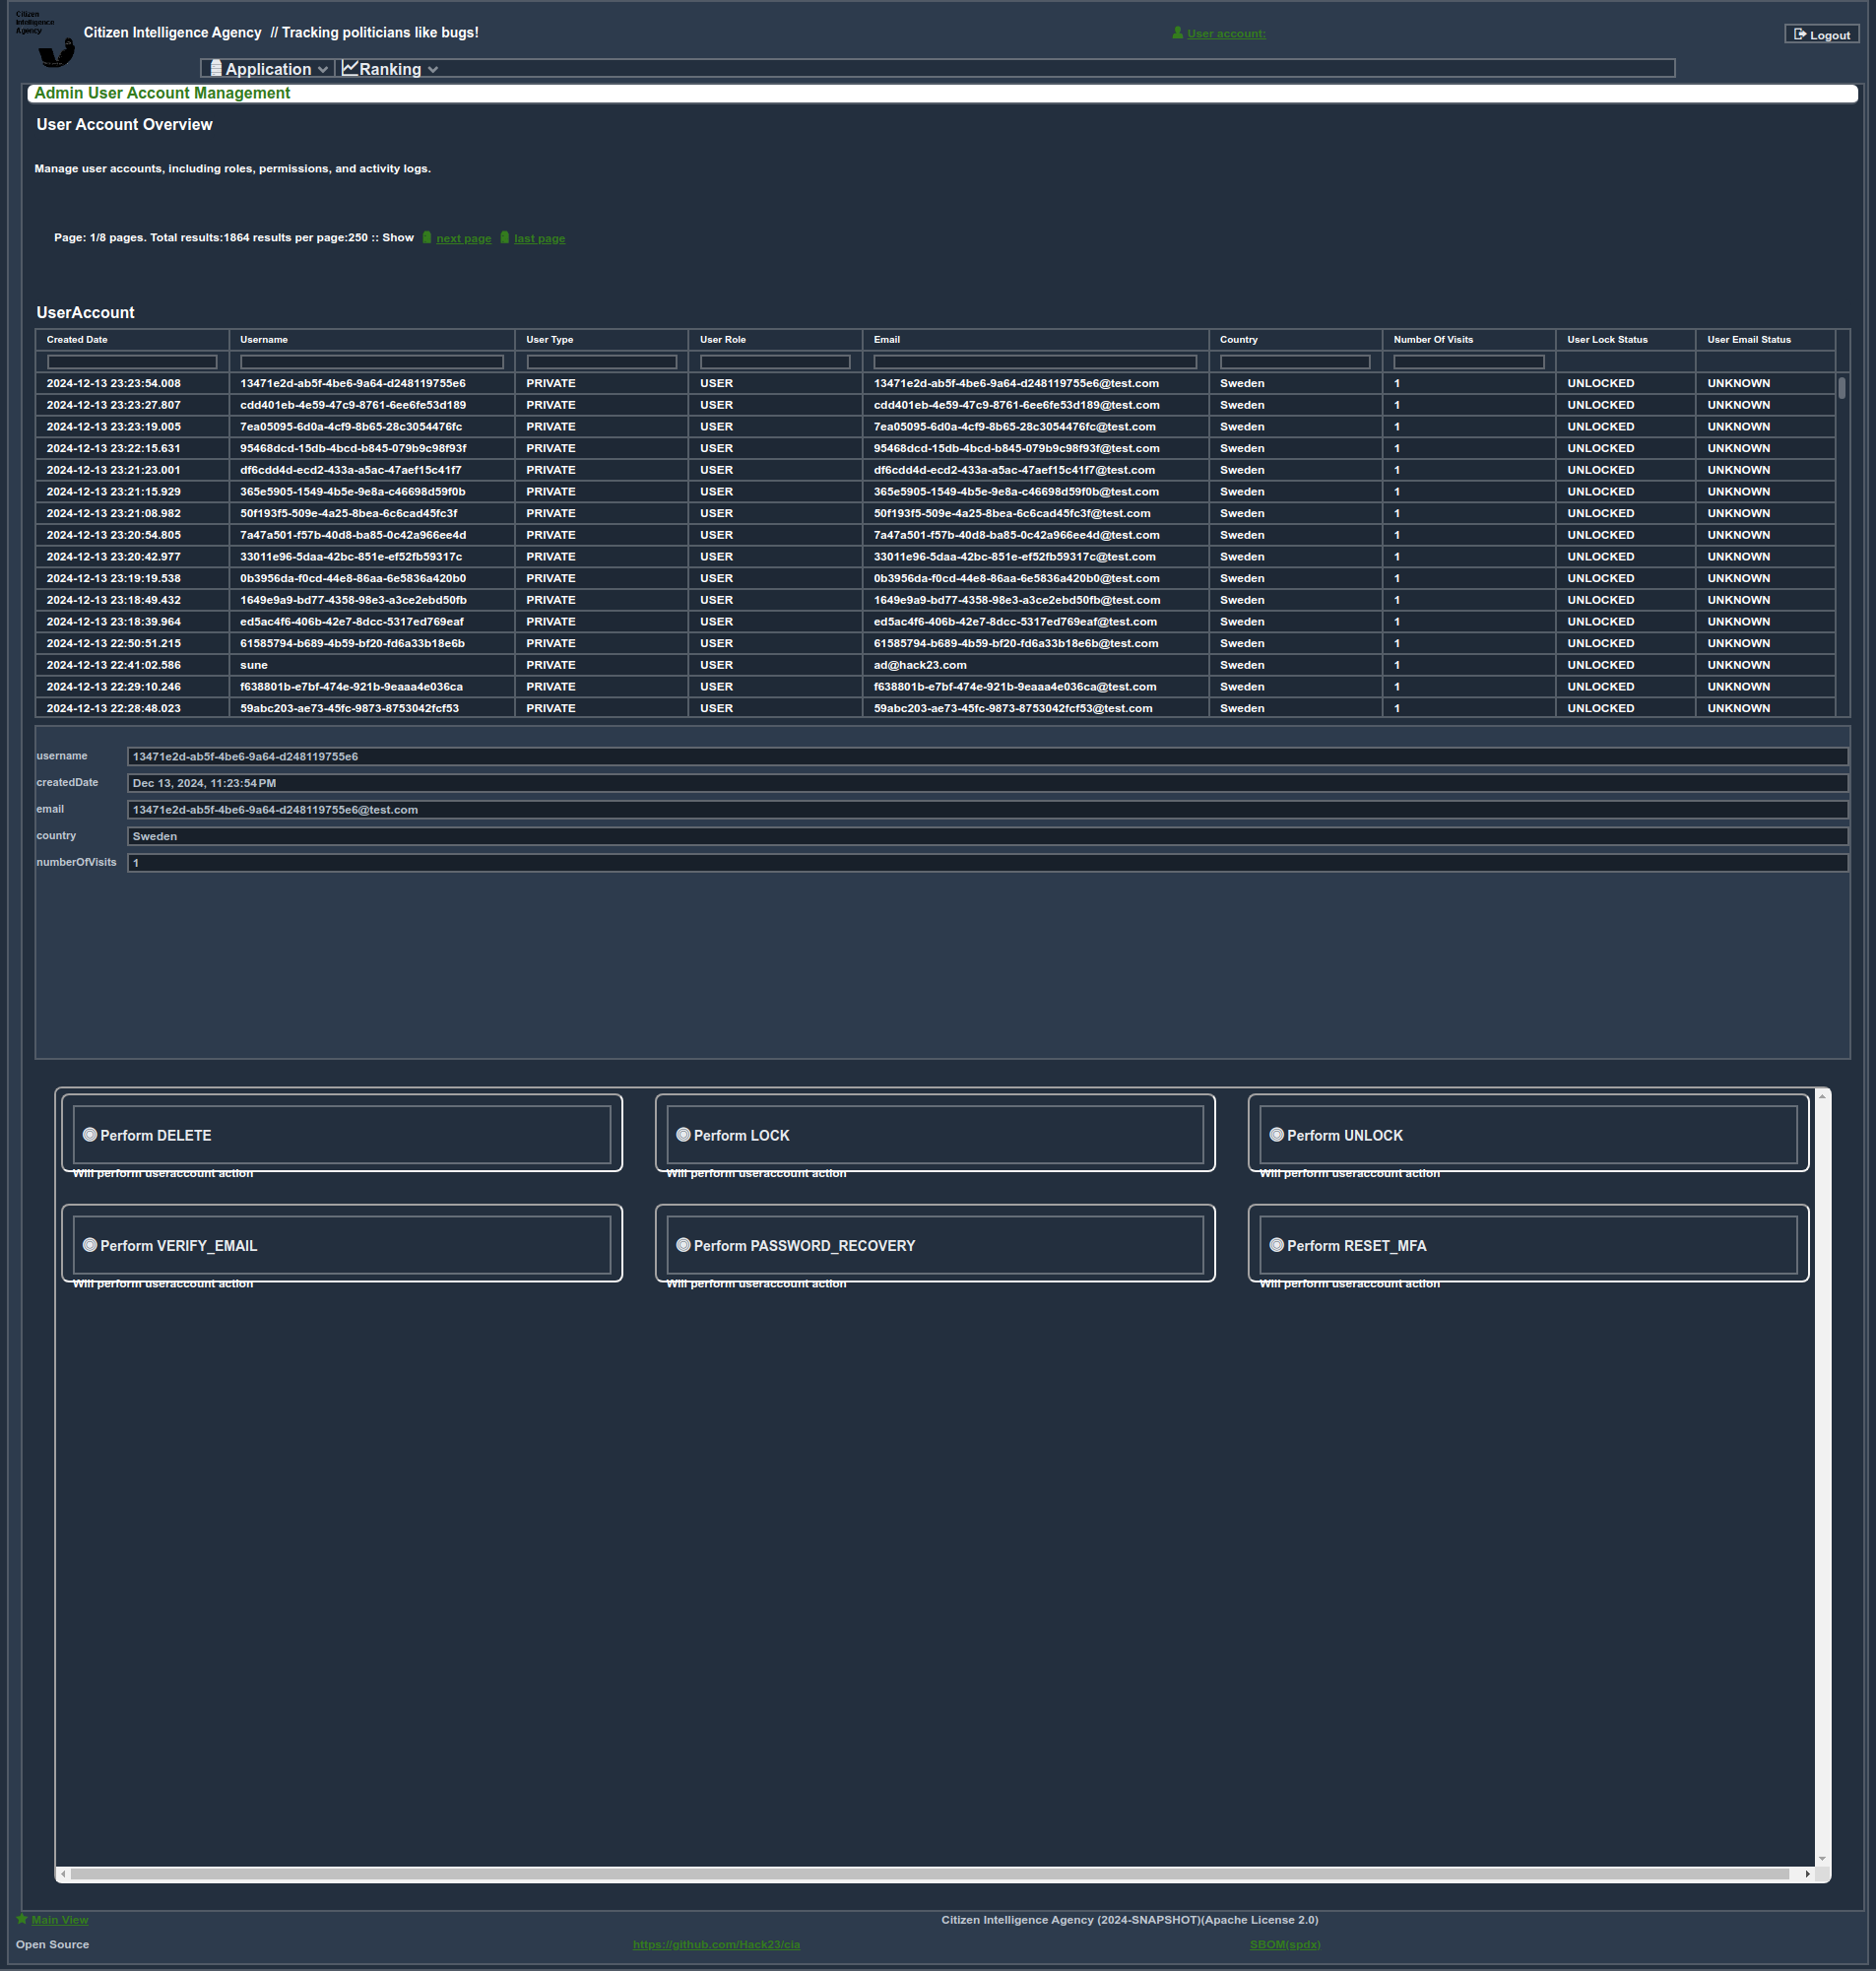 Citizen
Intelligence
Agency
Citizen Intelligence Agency // Tracking politicians like bugs!
User account:
Logout
Application Ranking
Admin User Account Management
User Account Overview
Manage user accounts, including roles, permissions, and activity logs.
Page: 1/8 pages. Total results:1864 results per page:250 :: Show next page last page
UserAccount
Created Date Username User Type User Role Email Country Number Of Visits User Lock Status User Email Status
2024-12-13 23:23:54.008 13471e2d-ab5f-4be6-9a64-d248119755e6 PRIVATE USER 13471e2d-ab5f-4be6-9a64-d248119755e6@test.com Sweden 1 UNLOCKED UNKNOWN
2024-12-13 23:23:27.807 cdd401eb-4e59-47c9-8761-6ee6fe53d189 PRIVATE USER cdd401eb-4e59-47c9-8761-6ee6fe53d189@test.com Sweden 1 UNLOCKED UNKNOWN
2024-12-13 23:23:19.005 7ea05095-6d0a-4cf9-8b65-28c3054476fc PRIVATE USER 7ea05095-6d0a-4cf9-8b65-28c3054476fc@test.com Sweden 1 UNLOCKED UNKNOWN
2024-12-13 23:22:15.631 95468dcd-15db-4bcd-b845-079b9c98f93f PRIVATE USER 95468dcd-15db-4bcd-b845-079b9c98f93f@test.com Sweden 1 UNLOCKED UNKNOWN
2024-12-13 23:21:23.001 df6cdd4d-ecd2-433a-a5ac-47aef15c41f7 PRIVATE USER df6cdd4d-ecd2-433a-a5ac-47aef15c41f7@test.com Sweden 1 UNLOCKED UNKNOWN
2024-12-13 23:21:15.929 365e5905-1549-4b5e-9e8a-c46698d59f0b PRIVATE USER 365e5905-1549-4b5e-9e8a-c46698d59f0b@test.com Sweden 1 UNLOCKED UNKNOWN
2024-12-13 23:21:08.982 50f193f5-509e-4a25-8bea-6c6cad45fc3f PRIVATE USER 50f193f5-509e-4a25-8bea-6c6cad45fc3f@test.com Sweden 1 UNLOCKED UNKNOWN
2024-12-13 23:20:54.805 7a47a501-f57b-40d8-ba85-0c42a966ee4d PRIVATE USER 7a47a501-f57b-40d8-ba85-0c42a966ee4d@test.com Sweden 1 UNLOCKED UNKNOWN
2024-12-13 23:20:42.977 33011e96-5daa-42bc-851e-ef52fb59317c PRIVATE USER 33011e96-5daa-42bc-851e-ef52fb59317c@test.com Sweden 1 UNLOCKED UNKNOWN
2024-12-13 23:19:19.538 0b3956da-f0cd-44e8-86aa-6e5836a420b0 PRIVATE USER 0b3956da-f0cd-44e8-86aa-6e5836a420b0@test.com Sweden 1 UNLOCKED UNKNOWN
2024-12-13 23:18:49.432 1649e9a9-bd77-4358-98e3-a3ce2ebd50fb PRIVATE USER 1649e9a9-bd77-4358-98e3-a3ce2ebd50fb@test.com Sweden 1 UNLOCKED UNKNOWN
2024-12-13 23:18:39.964 ed5ac4f6-406b-42e7-8dcc-5317ed769eaf PRIVATE USER ed5ac4f6-406b-42e7-8dcc-5317ed769eaf@test.com Sweden 1 UNLOCKED UNKNOWN
2024-12-13 22:50:51.215 61585794-b689-4b59-bf20-fd6a33b18e6b PRIVATE USER 61585794-b689-4b59-bf20-fd6a33b18e6b@test.com Sweden 1 UNLOCKED UNKNOWN
2024-12-13 22:41:02.586 sune PRIVATE USER ad@hack23.com Sweden 1 UNLOCKED UNKNOWN
2024-12-13 22:29:10.246 f638801b-e7bf-474e-921b-9eaaa4e036ca PRIVATE USER f638801b-e7bf-474e-921b-9eaaa4e036ca@test.com Sweden 1 UNLOCKED UNKNOWN
2024-12-13 22:28:48.023 59abc203-ae73-45fc-9873-8753042fcf53 PRIVATE USER 59abc203-ae73-45fc-9873-8753042fcf53@test.com Sweden 1 UNLOCKED UNKNOWN
username 13471e2d-ab5f-4be6-9a64-d248119755e6
createdDate Dec 13, 2024, 11:23:54 PM
email 13471e2d-ab5f-4be6-9a64-d248119755e6@test.com
country Sweden
numberOfVisits 1
Perform DELETE Perform LOCK Perform UNLOCK
Will perform useraccount action Will perform useraccount action Will perform useraccount action
Perform VERIFY_EMAIL Perform PASSWORD_RECOVERY Perform RESET_MFA
Will perform useraccount action Will perform useraccount action Will perform useraccount action
Main View Citizen Intelligence Agency (2024-SNAPSHOT)(Apache License 2.0)
Open Source https://github.com/Hack23/cia SBOM(spdx)